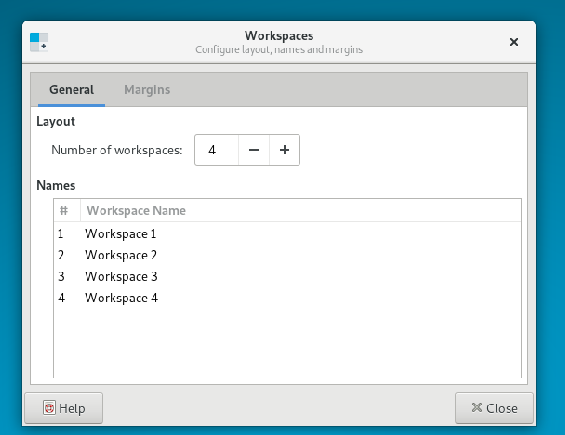 Workspaces
Configure layout, names and margins
General Margins
Layout
Number of workspaces: 4 − +
Names
# Workspace Name
1 Workspace 1
2 Workspace 2
3 Workspace 3
4 Workspace 4
Help Close